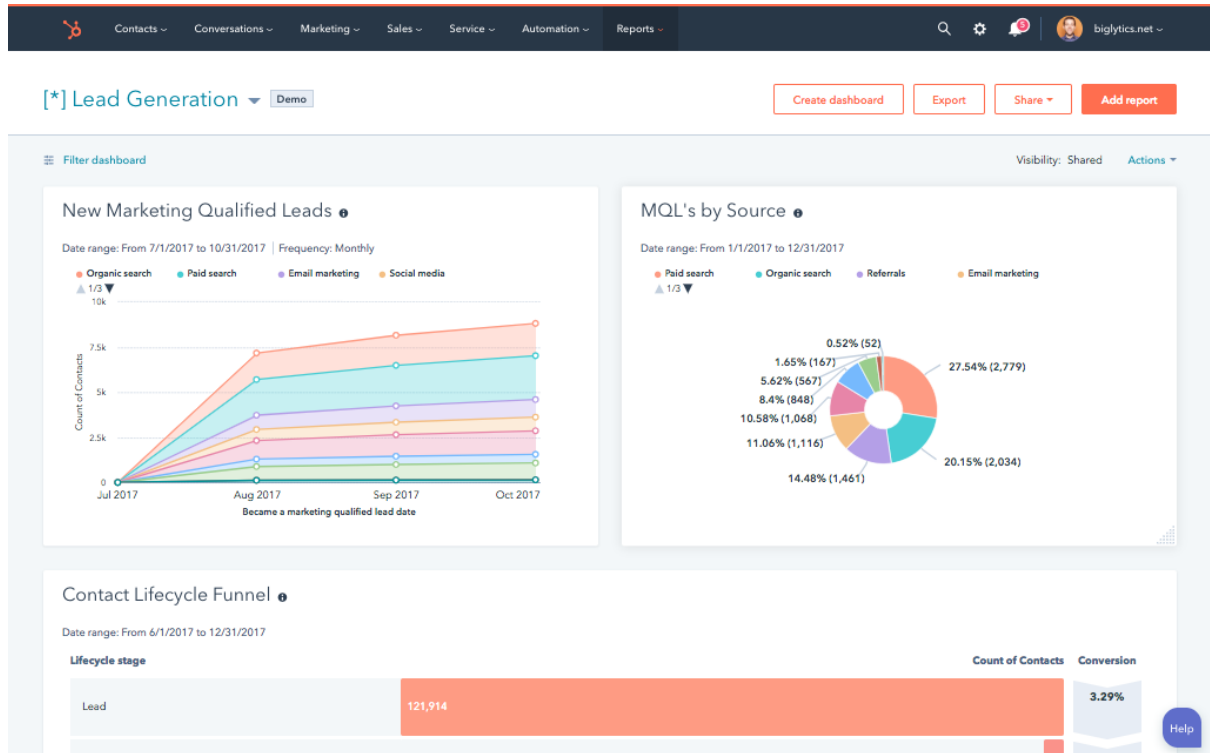 Contacts Conversations Marketing Sales Service Automation Reports 5 biglytics.net
[*] Lead Generation Demo Create dashboard Export Share Add report
Filter dashboard Visibility: Shared Actions
New Marketing Qualified Leads
Date range: From 7/1/2017 to 10/31/2017 | Frequency: Monthly
Organic search Paid search Email marketing Social media
1/3
10k
7.5k
5k
2.5k
0
Count of Contacts
Jul 2017 Aug 2017 Sep 2017 Oct 2017
Became a marketing qualified lead date
MQL's by Source
Date range: From 1/1/2017 to 12/31/2017
Paid search Organic search Referrals Email marketing
1/3
0.52% (52)
1.65% (167)
5.62% (567)
8.4% (848)
10.58% (1,068)
11.06% (1,116)
14.48% (1,461)
27.54% (2,779)
20.15% (2,034)
Contact Lifecycle Funnel
Date range: From 6/1/2017 to 12/31/2017
Lifecycle stage Count of Contacts Conversion
Lead 121,914 3.29%
Help